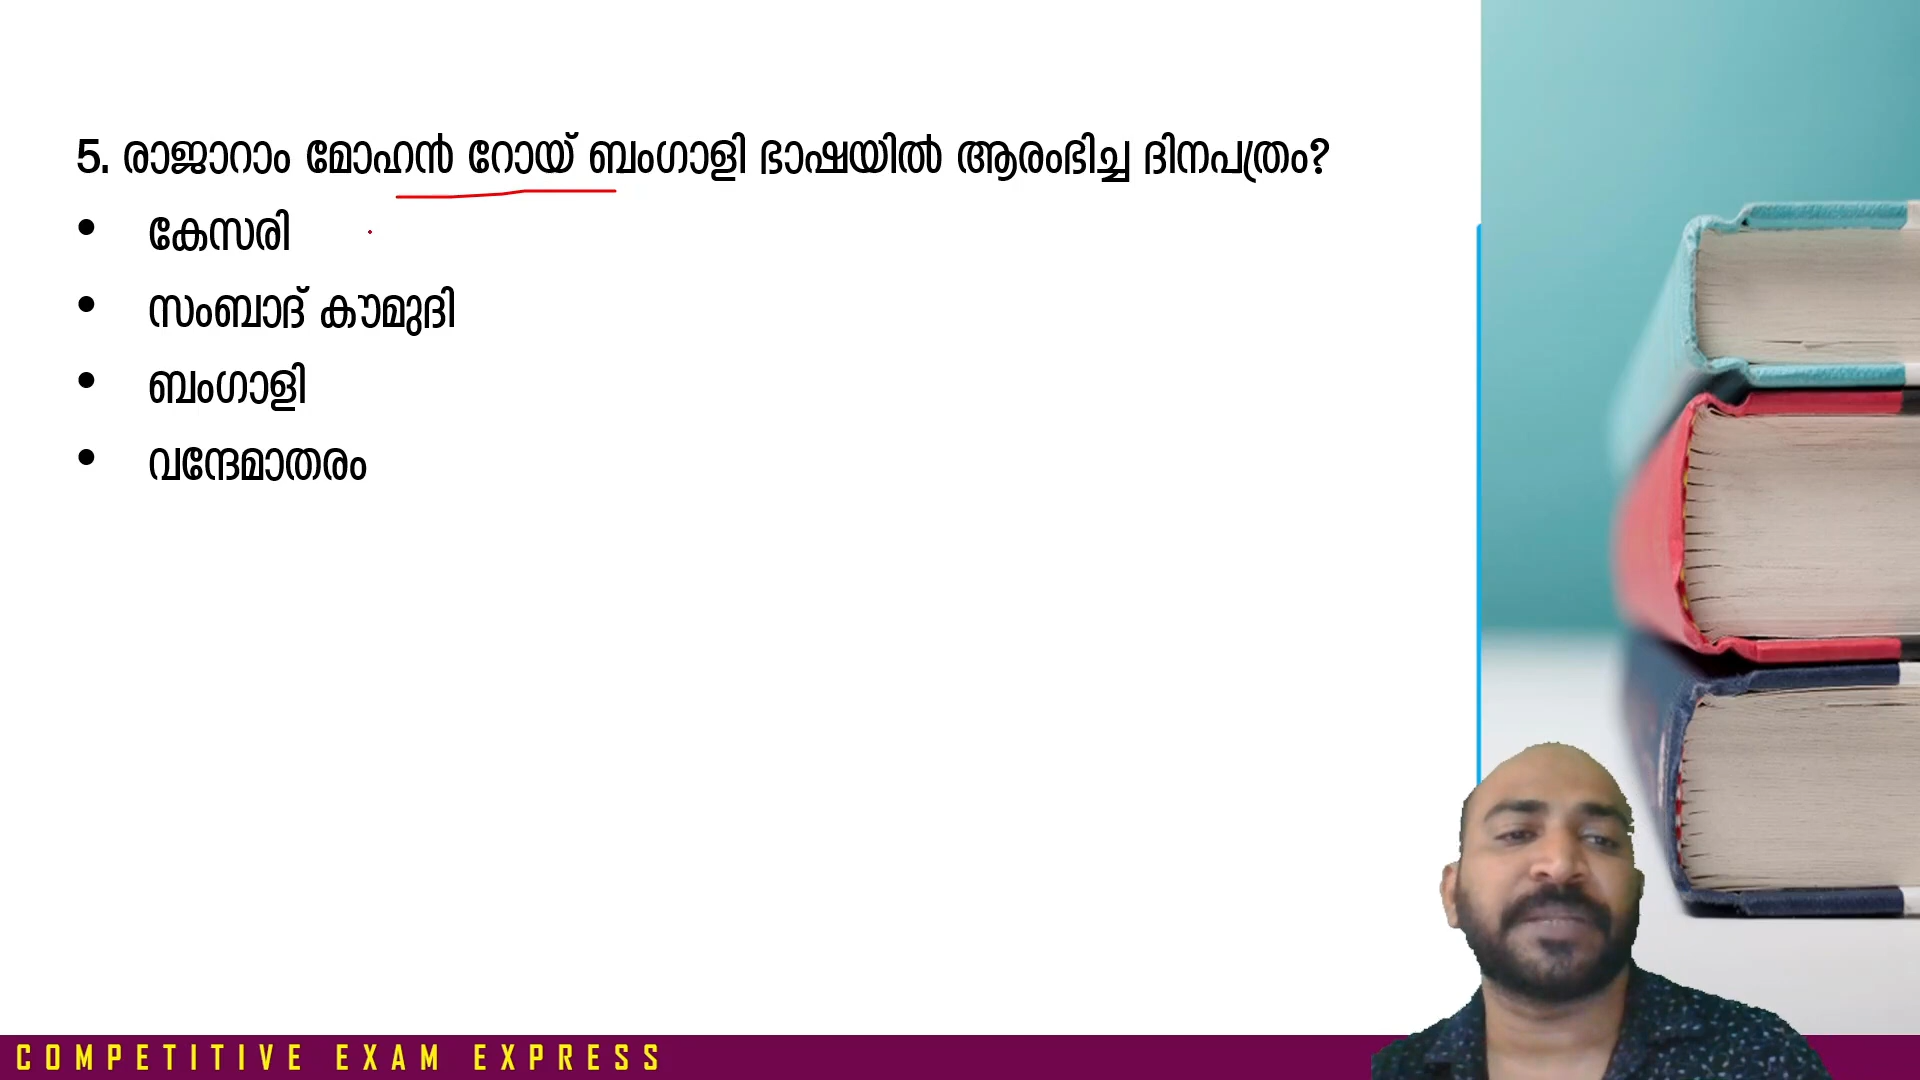 5. രാജാറാം മോഹൻ റോയ് ബംഗാളി ഭാഷയിൽ ആരംഭിച്ച ദിനപത്രം?
• കേസരി
• സംബാദ് കൗമുദി
• ബംഗാളി
• വന്ദേമാതരം
COMPETITIVE EXAM EXPRESS